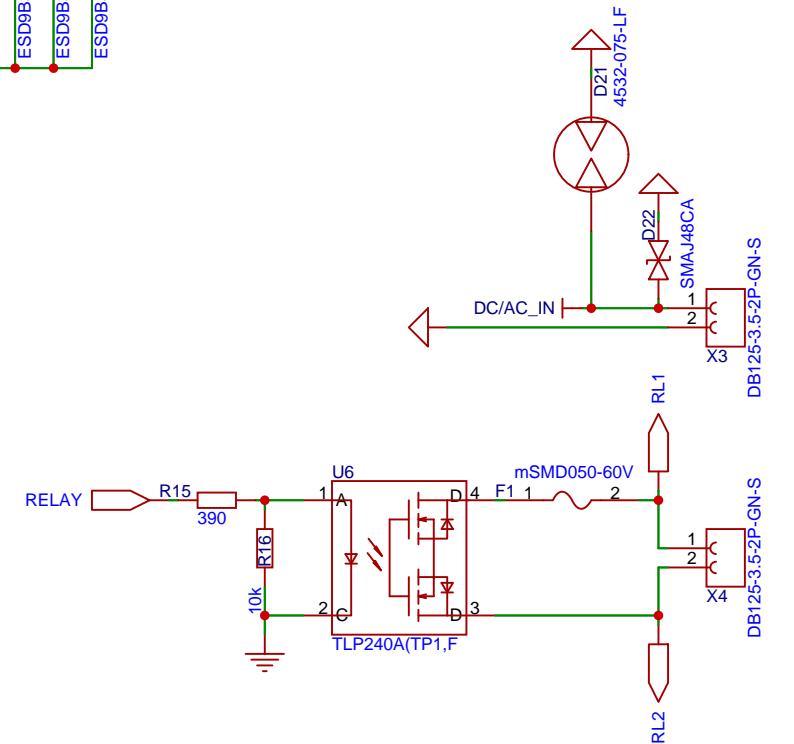 ESD9B
ESD9B
ESD9B
D21
4532-075-LF
D22
SMAJ48CA
DC/AC_IN
1
2
X3
DB125-3.5-2P-GN-S
RL1
RELAY
R15
390
R16
10k
U6
1
A
2
C
D
4
D
3
TLP240A(TP1,F
F1
1
2
mSMD050-60V
1
2
X4
DB125-3.5-2P-GN-S
RL2